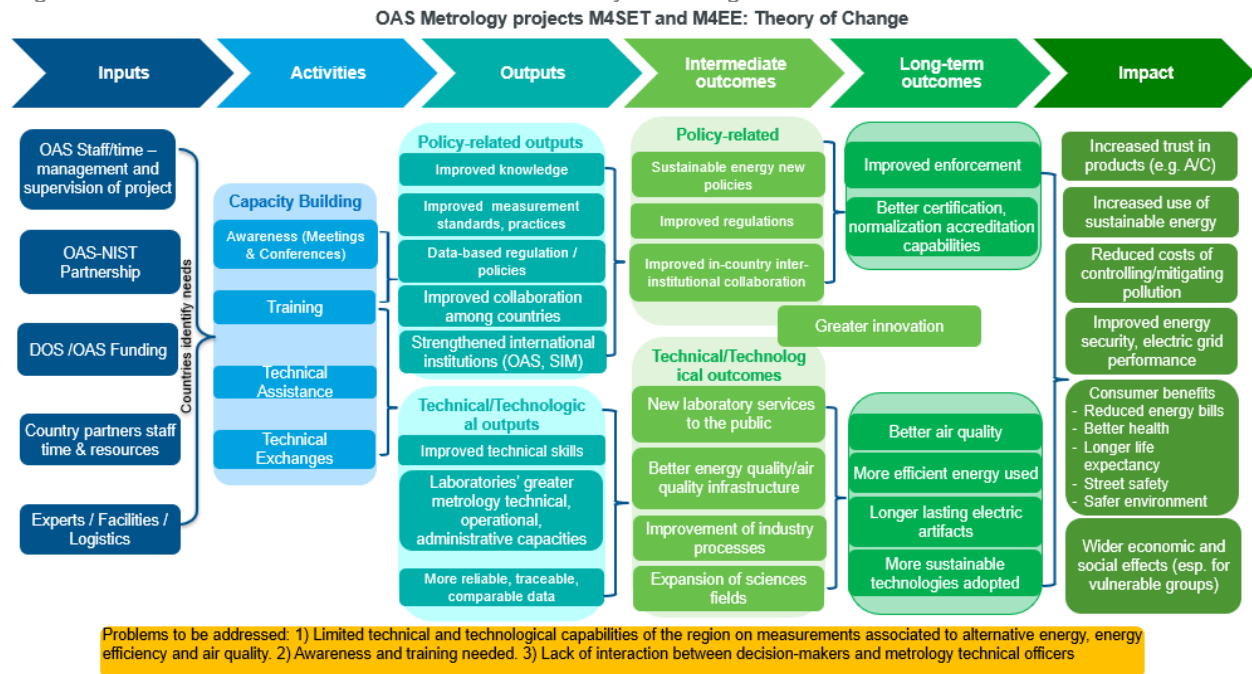 OAS Metrology projects M4SET and M4EE: Theory of Change
Inputs
Activities
Outputs
Intermediate
outcomes
Long-term
outcomes
Impact
OAS Staff/time –
management and
supervision of project
OAS-NIST
Partnership
DOS /OAS Funding
Country partners staff
time & resources
Experts / Facilities /
Logistics
Countries identify needs
Capacity Building
Awareness (Meetings
& Conferences)
Training
Technical
Assistance
Technical
Exchanges
Policy-related outputs
Improved knowledge
Improved measurement
standards, practices
Data-based regulation /
policies
Improved collaboration
among countries
Strengthened international
institutions (OAS, SIM)
Technical/Technologic
al outputs
Improved technical skills
Laboratories' greater
metrology technical,
operational,
administrative capacities
More reliable, traceable,
comparable data
Policy-related
Sustainable energy new
policies
Improved regulations
Improved in-country inter-
institutional collaboration
Greater innovation
Technical/Technolog
ical outcomes
New laboratory services
to the public
Better energy quality/air
quality infrastructure
Improvement of industry
processes
Expansion of sciences
fields
Improved enforcement
Better certification,
normalization accreditation
capabilities
Better air quality
More efficient energy used
Longer lasting electric
artifacts
More sustainable
technologies adopted
Increased trust in
products (e.g. A/C)
Increased use of
sustainable energy
Reduced costs of
controlling/mitigating
pollution
Improved energy
security, electric grid
performance
Consumer benefits
- Reduced energy bills
- Better health
- Longer life
expectancy
- Street safety
- Safer environment
Wider economic and
social effects (esp. for
vulnerable groups)
Problems to be addressed: 1) Limited technical and technological capabilities of the region on measurements associated to alternative energy, energy
efficiency and air quality. 2) Awareness and training needed. 3) Lack of interaction between decision-makers and metrology technical officers